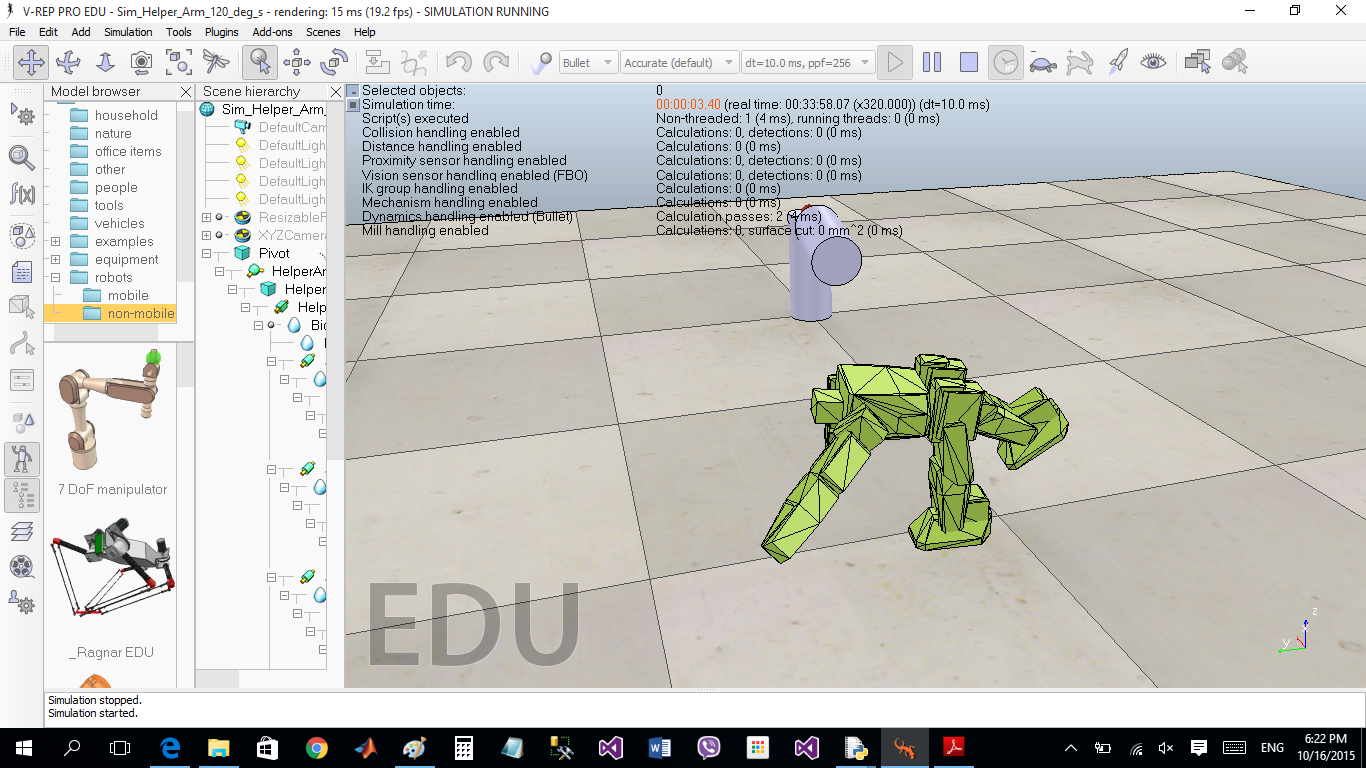 V-REP PRO EDU - Sim_Helper_Arm_120_deg_s - rendering: 15 ms (19.2 fps) - SIMULATION RUNNING
File Edit Add Simulation Tools Plugins Add-ons Scenes Help
Bullet Accurate (default) dt=10.0 ms, ppf=256
Model browser
household
nature
office items
other
people
tools
vehicles
examples
equipment
robots
mobile
non-mobile
7 DoF manipulator
_Ragnar EDU
Scene hierarchy
Sim_Helper_Arm_
DefaultCam
DefaultLigh
DefaultLigh
DefaultLigh
DefaultLigh
ResizableF
XYZCamera
Pivot
HelperAr
Helper
Help
Bio
Selected objects: 0
Simulation time: 00:00:03.40 (real time: 00:33:58.07 (x320.000)) (dt=10.0 ms)
Script(s) executed Non-threaded: 1 (4 ms), running threads: 0 (0 ms)
Collision handling enabled Calculations: 0, detections: 0 (0 ms)
Distance handling enabled Calculations: 0 (0 ms)
Proximity sensor handling enabled Calculations: 0, detections: 0 (0 ms)
Vision sensor handling enabled (FBO) Calculations: 0, detections: 0 (0 ms)
IK group handling enabled Calculations: 0 (0 ms)
Mechanism handling enabled Calculations: 0 (0 ms)
Dynamics handling enabled (Bullet) Calculation passes: 2 (4 ms)
Mill handling enabled Calculations: 0, surface cut: 0 mm^2 (0 ms)
EDU
z
y
Simulation stopped.
Simulation started.
ENG
6:22 PM
10/16/2015